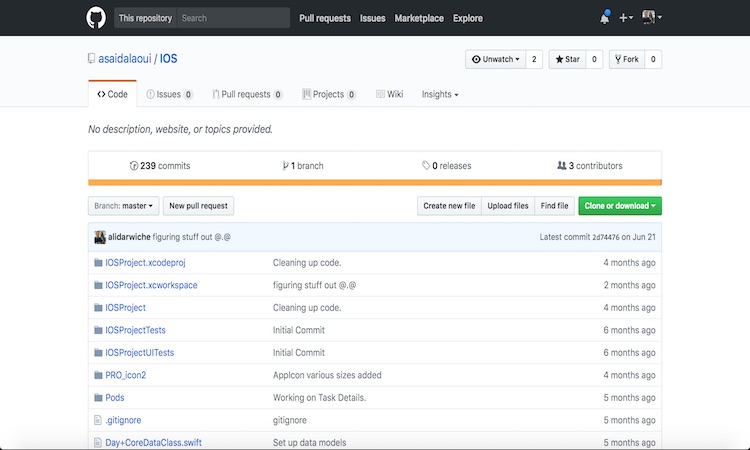 This repository Search Pull requests Issues Marketplace Explore
asaidalaoui / IOS Unwatch 2 Star 0 Fork 0
Code Issues 0 Pull requests 0 Projects 0 Wiki Insights
No description, website, or topics provided.
239 commits 1 branch 0 releases 3 contributors
Branch: master New pull request Create new file Upload files Find file Clone or download
alidarwiche figuring stuff out @.@ Latest commit 2d74476 on Jun 21
IOSProject.xcodeproj Cleaning up code. 4 months ago
IOSProject.xcworkspace figuring stuff out @.@ 2 months ago
IOSProject Cleaning up code. 4 months ago
IOSProjectTests Initial Commit 6 months ago
IOSProjectUITests Initial Commit 6 months ago
PRO_icon2 AppIcon various sizes added 4 months ago
Pods Working on Task Details. 5 months ago
.gitignore gitignore 5 months ago
Day+CoreDataClass.swift Set up data models 5 months ago